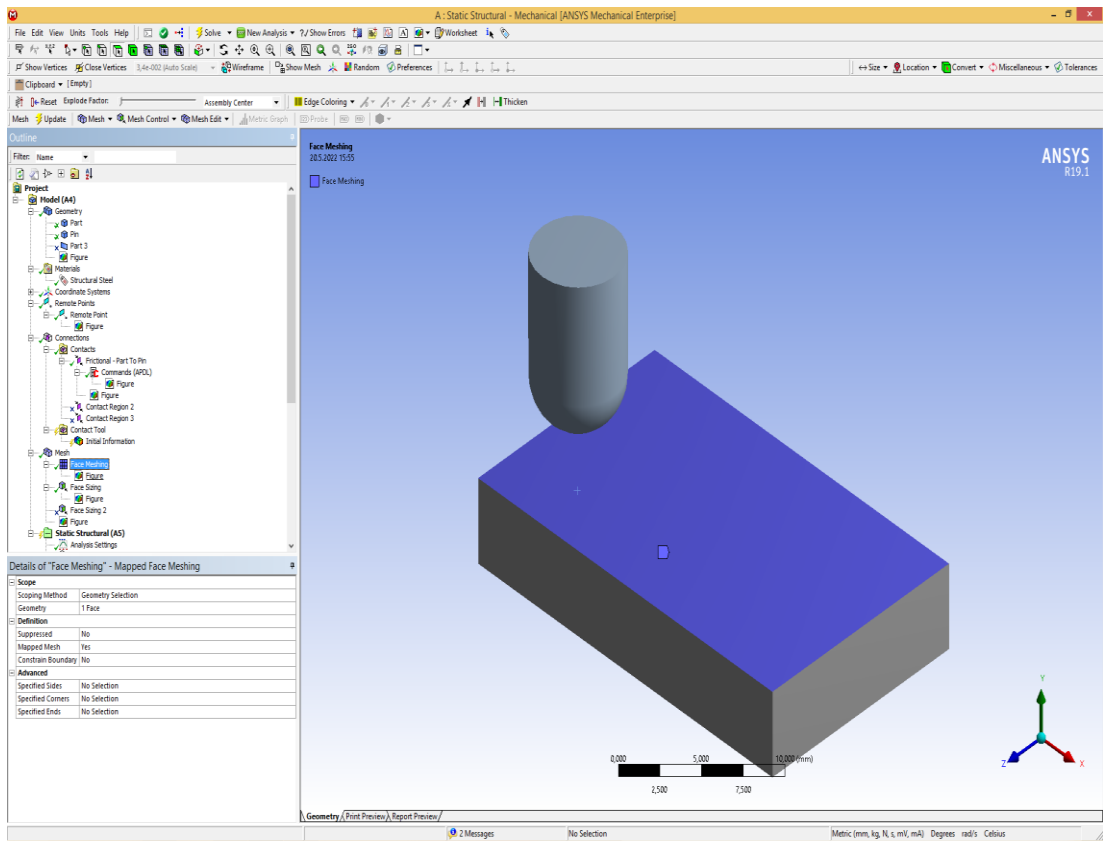 A : Static Structural - Mechanical [ANSYS Mechanical Enterprise]
File Edit View Units Tools Help Solve New Analysis ?/ Show Errors Worksheet
Show Vertices Close Vertices 3,4e-002 (Auto Scale) Wireframe Show Mesh Random Preferences Size Location Convert Miscellaneous Tolerances
Clipboard [Empty]
Reset Explode Factor: Assembly Center Edge Coloring Thicken
Mesh Update Mesh Mesh Control Mesh Edit Metric Graph Probe
Outline
Filter: Name
Project
Model (A4)
Geometry
Part
Pin
Part 3
Figure
Materials
Structural Steel
Coordinate Systems
Remote Points
Remote Point
Figure
Connections
Contacts
Frictional - Part To Pin
Commands (APDL)
Figure
Figure
Contact Region 2
Contact Region 3
Contact Tool
Initial Information
Mesh
Face Meshing
Figure
Face Sizing
Figure
Face Sizing 2
Figure
Static Structural (A5)
Analysis Settings
Details of "Face Meshing" - Mapped Face Meshing
Scope
Scoping Method Geometry Selection
Geometry 1 Face
Definition
Suppressed No
Mapped Mesh Yes
Constrain Boundary No
Advanced
Specified Sides No Selection
Specified Corners No Selection
Specified Ends No Selection
Face Meshing
20.5.2022 15:55
Face Meshing
ANSYS
R19.1
0,000 5,000 10,000 (mm)
2,500 7,500
Y
Z X
Geometry Print Preview Report Preview
2 Messages No Selection Metric (mm, kg, N, s, mV, mA) Degrees rad/s Celsius